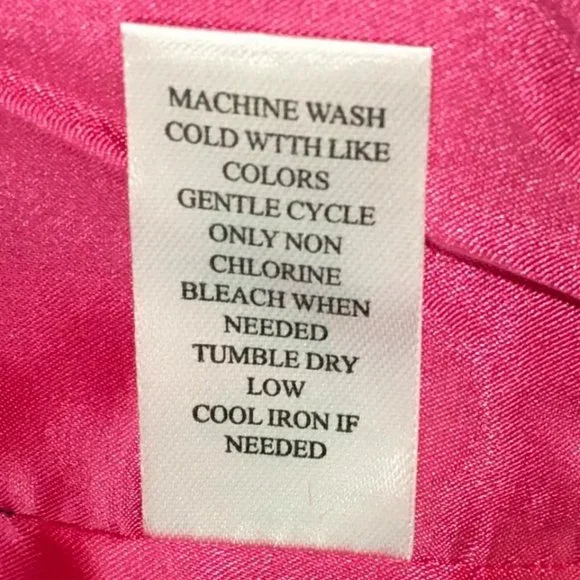 MACHINE WASH
COLD WTTH LIKE
COLORS
GENTLE CYCLE
ONLY NON
CHLORINE
BLEACH WHEN
NEEDED
TUMBLE DRY
LOW
COOL IRON IF
NEEDED